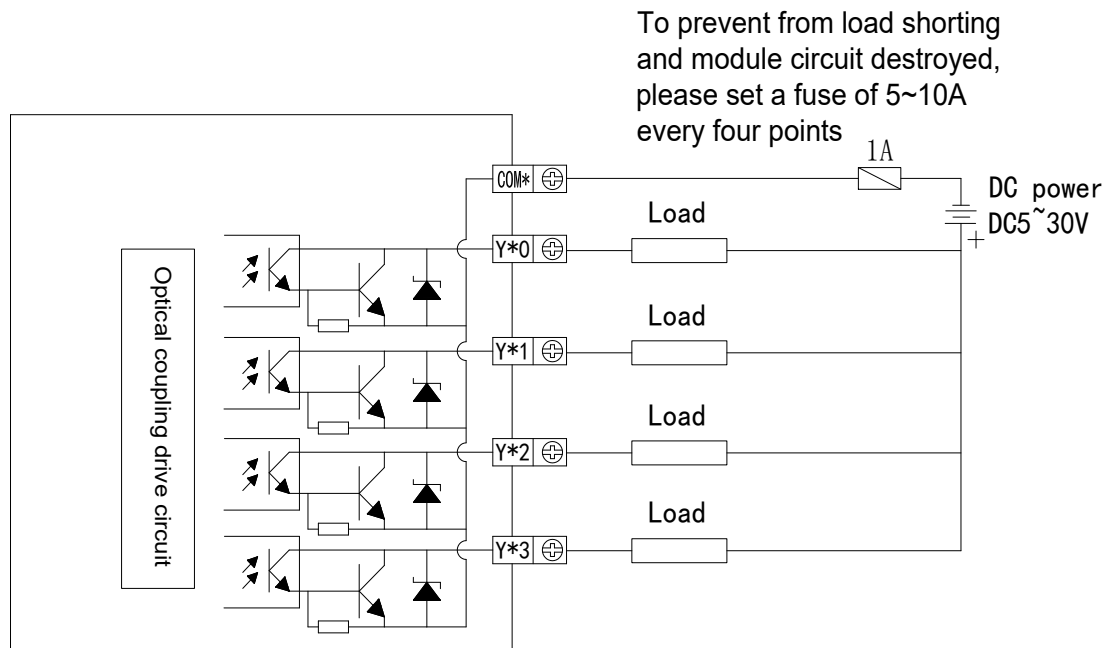 To prevent from load shorting
and module circuit destroyed,
please set a fuse of 5~10A
every four points
1A
COM*
DC power
DC5~30V
+
Load
Y*0
Load
Y*1
Load
Y*2
Load
Y*3
Optical coupling drive circuit